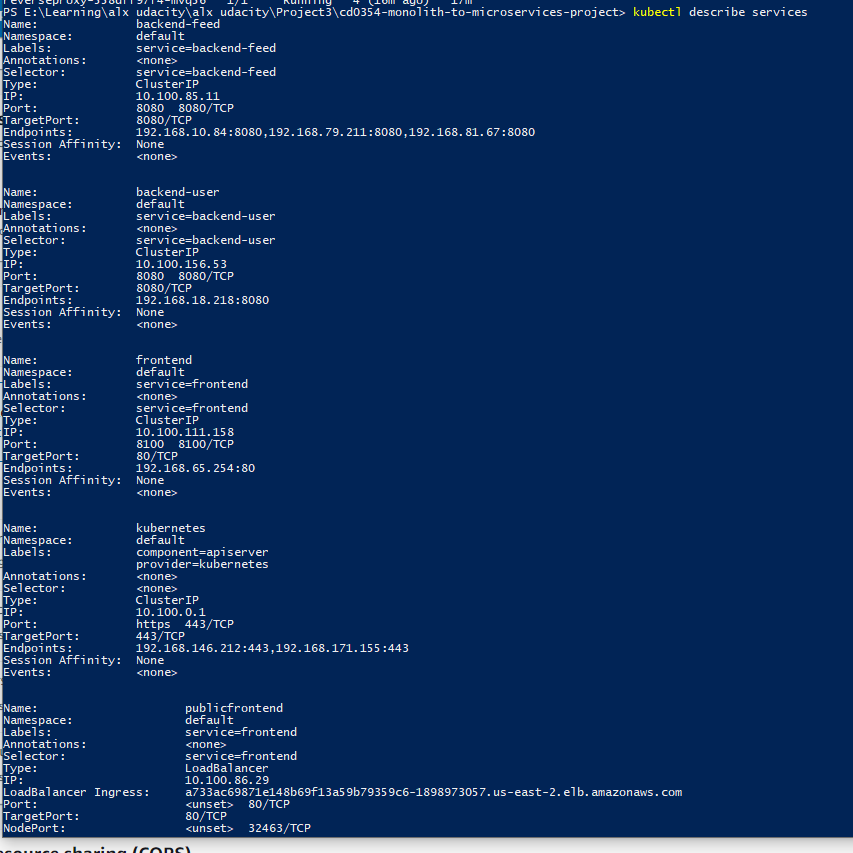 1/1 Running 4 (16m ago) 17m
PS E:\Learning\alx udacity\alx udacity\Project3\cd0354-monolith-to-microservices-project> kubectl describe services
Name: backend-feed
Namespace: default
Labels: service=backend-feed
Annotations: <none>
Selector: service=backend-feed
Type: ClusterIP
IP: 10.100.85.11
Port: 8080 8080/TCP
TargetPort: 8080/TCP
Endpoints: 192.168.10.84:8080,192.168.79.211:8080,192.168.81.67:8080
Session Affinity: None
Events: <none>
Name: backend-user
Namespace: default
Labels: service=backend-user
Annotations: <none>
Selector: service=backend-user
Type: ClusterIP
IP: 10.100.156.53
Port: 8080 8080/TCP
TargetPort: 8080/TCP
Endpoints: 192.168.18.218:8080
Session Affinity: None
Events: <none>
Name: frontend
Namespace: default
Labels: service=frontend
Annotations: <none>
Selector: service=frontend
Type: ClusterIP
IP: 10.100.111.158
Port: 8100 8100/TCP
TargetPort: 80/TCP
Endpoints: 192.168.65.254:80
Session Affinity: None
Events: <none>
Name: kubernetes
Namespace: default
Labels: component=apiserver
provider=kubernetes
Annotations: <none>
Selector: <none>
Type: ClusterIP
IP: 10.100.0.1
Port: https 443/TCP
TargetPort: 443/TCP
Endpoints: 192.168.146.212:443,192.168.171.155:443
Session Affinity: None
Events: <none>
Name: publicfrontend
Namespace: default
Labels: service=frontend
Annotations: <none>
Selector: service=frontend
Type: LoadBalancer
IP: 10.100.86.29
LoadBalancer Ingress: a733ac69871e148b69f13a59b79359c6-1898973057.us-east-2.elb.amazonaws.com
Port: <unset> 80/TCP
TargetPort: 80/TCP
NodePort: <unset> 32463/TCP
esource sharing (CORS)